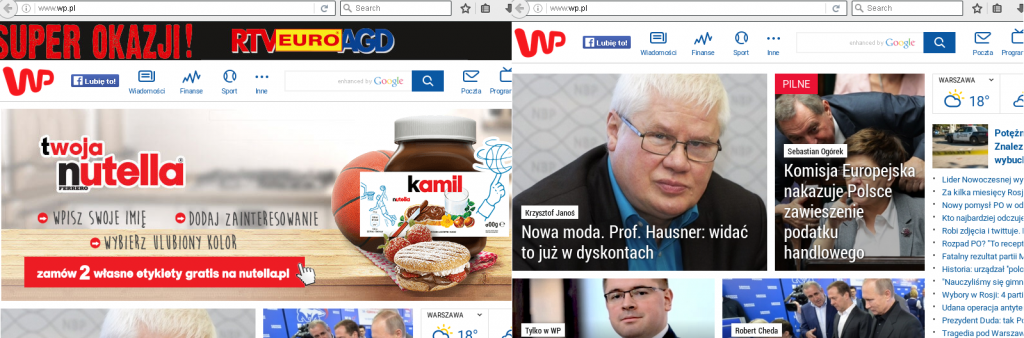 www.wp.pl
Search
SUPER OKAZJI!
RTV EURO AGD
WP
Lubię to!
Wiadomości
Finanse
Sport
Inne
enhanced by Google
Poczta
Program
twoja
nutella
FERRERO
kamil
nutella
800g e
WPISZ SWOJE IMIĘ
DODAJ ZAINTERESOWANIE
WYBIERZ ULUBIONY KOLOR
zamów 2 własne etykiety gratis na nutella.pl
WARSZAWA
18°
www.wp.pl
Search
WP
Lubię to!
Wiadomości
Finanse
Sport
Inne
enhanced by Google
Poczta
Progra
NBP
Krzysztof Janoś
Nowa moda. Prof. Hausner: widać
to już w dyskontach
PILNE
Sebastian Ogórek
Komisja Europejska
nakazuje Polsce
zawieszenie
podatku
handlowego
WARSZAWA
18°
Potężn
Znalez
wybuch
Lider Nowoczesnej wy
Za kilka miesięcy Rosj
Nowy pomysł PO w od
Kto najbardziej odczuje
Robi zdjęcia i twittuje. I
Rozpad PO? "To recept
Fatalny rezultat partii M
Historia: urządzał "polo
"Nauczyliśmy się gimn
Wybory w Rosji: 4 parti
Udana operacja antyte
Prezydent Duda: tak Po
Tragedia pod Warszaw
Tylko w WP
Robert Cheda